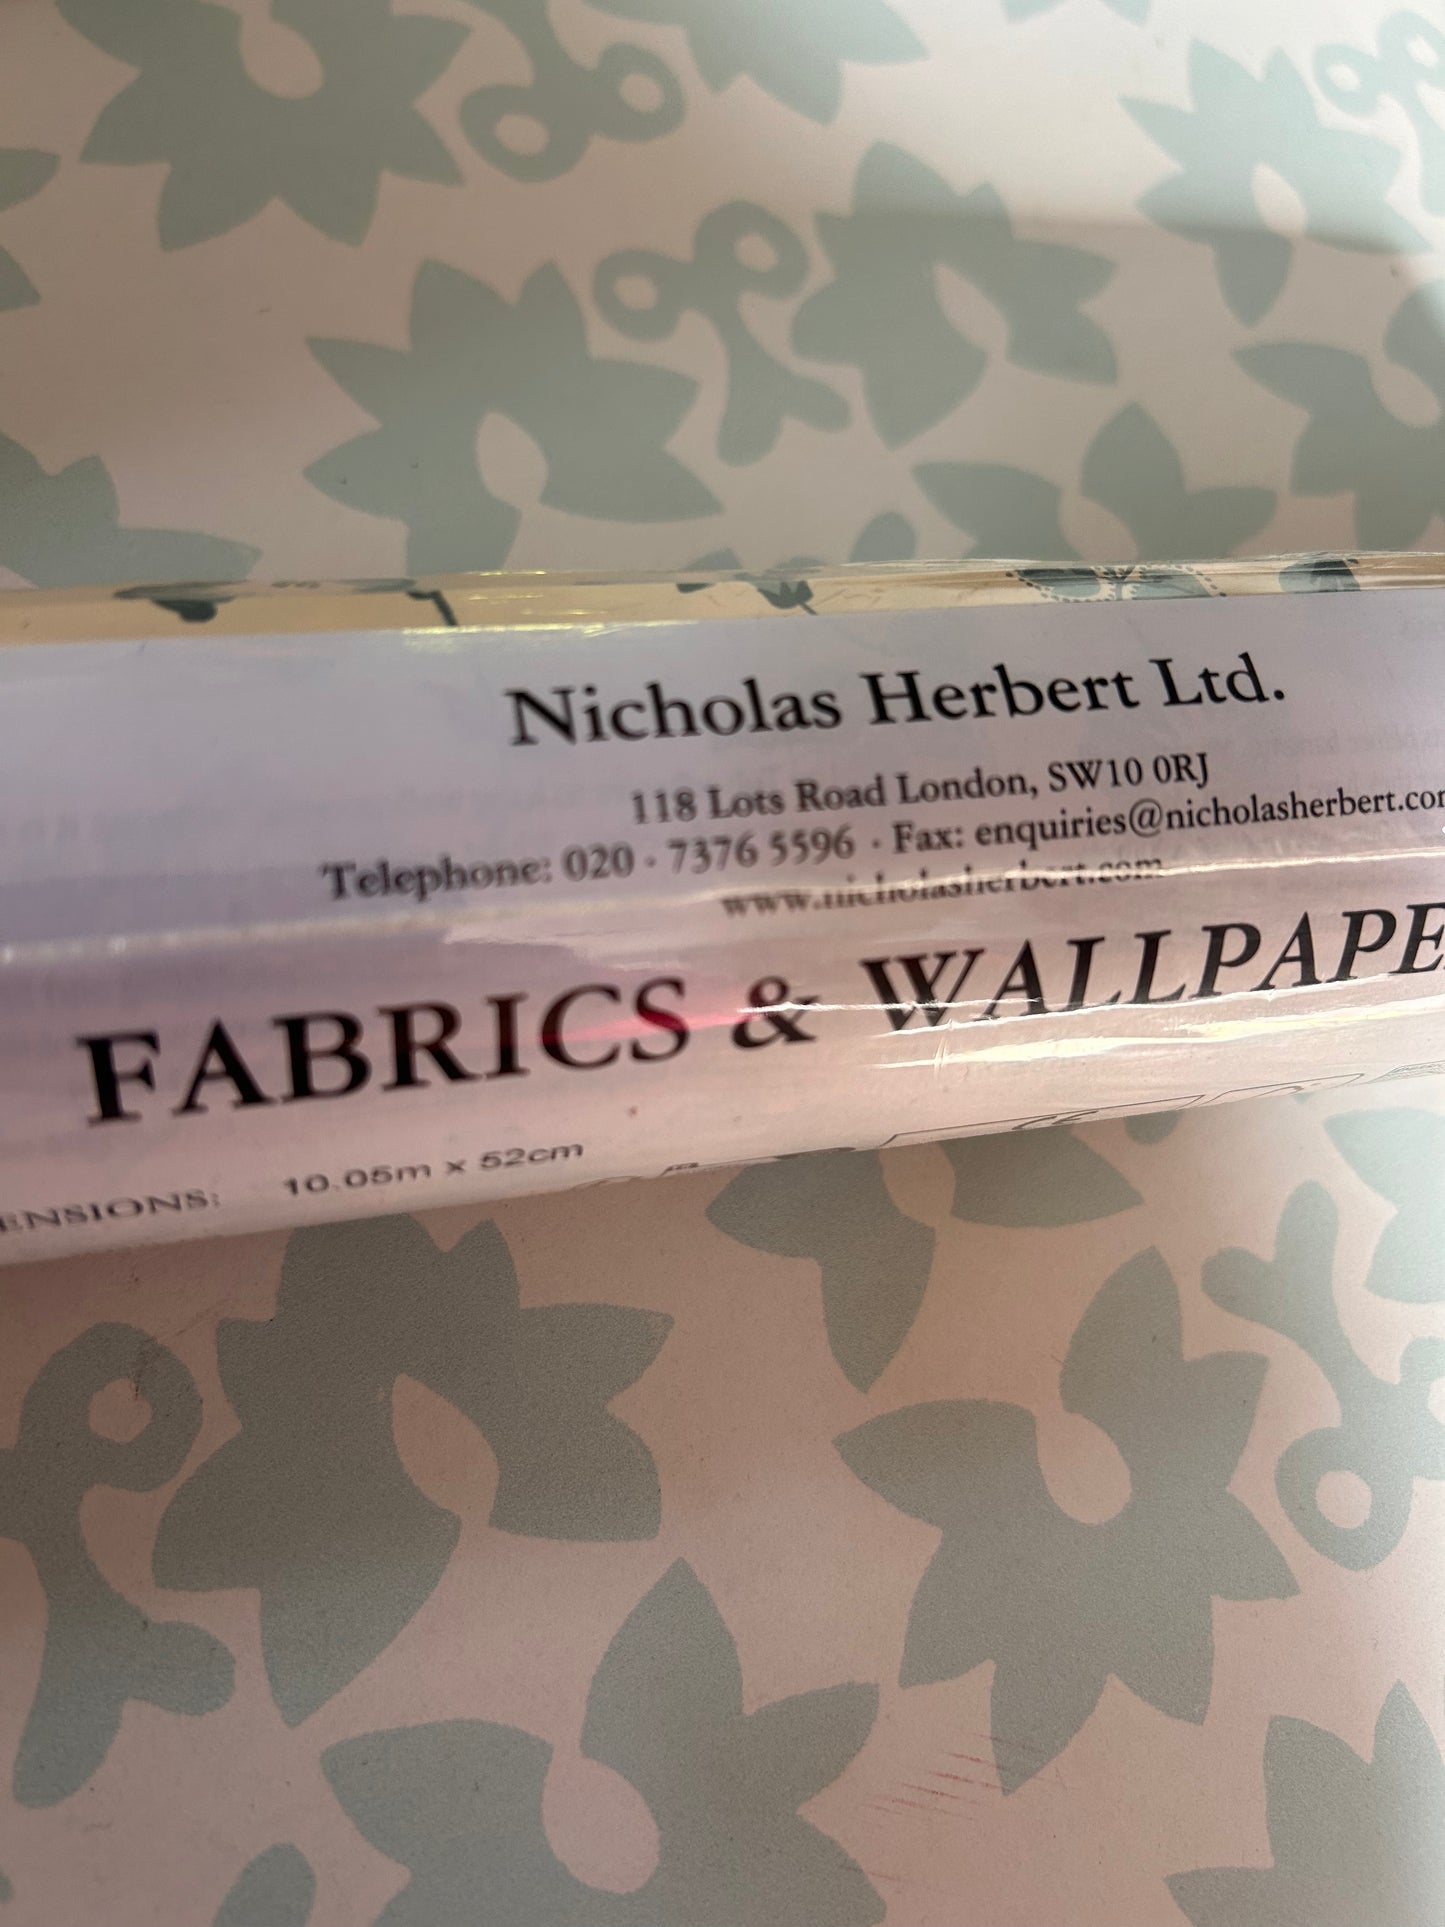 Nicholas Herbert Ltd.
118 Lots Road London, SW10 0RJ
Telephone: 020 · 7376 5596 · Fax: enquiries@nicholasherbert.com
www.nicholasherbert.com
FABRICS & WALLPAPE
ENSIONS: 10.05m x 52cm
CE